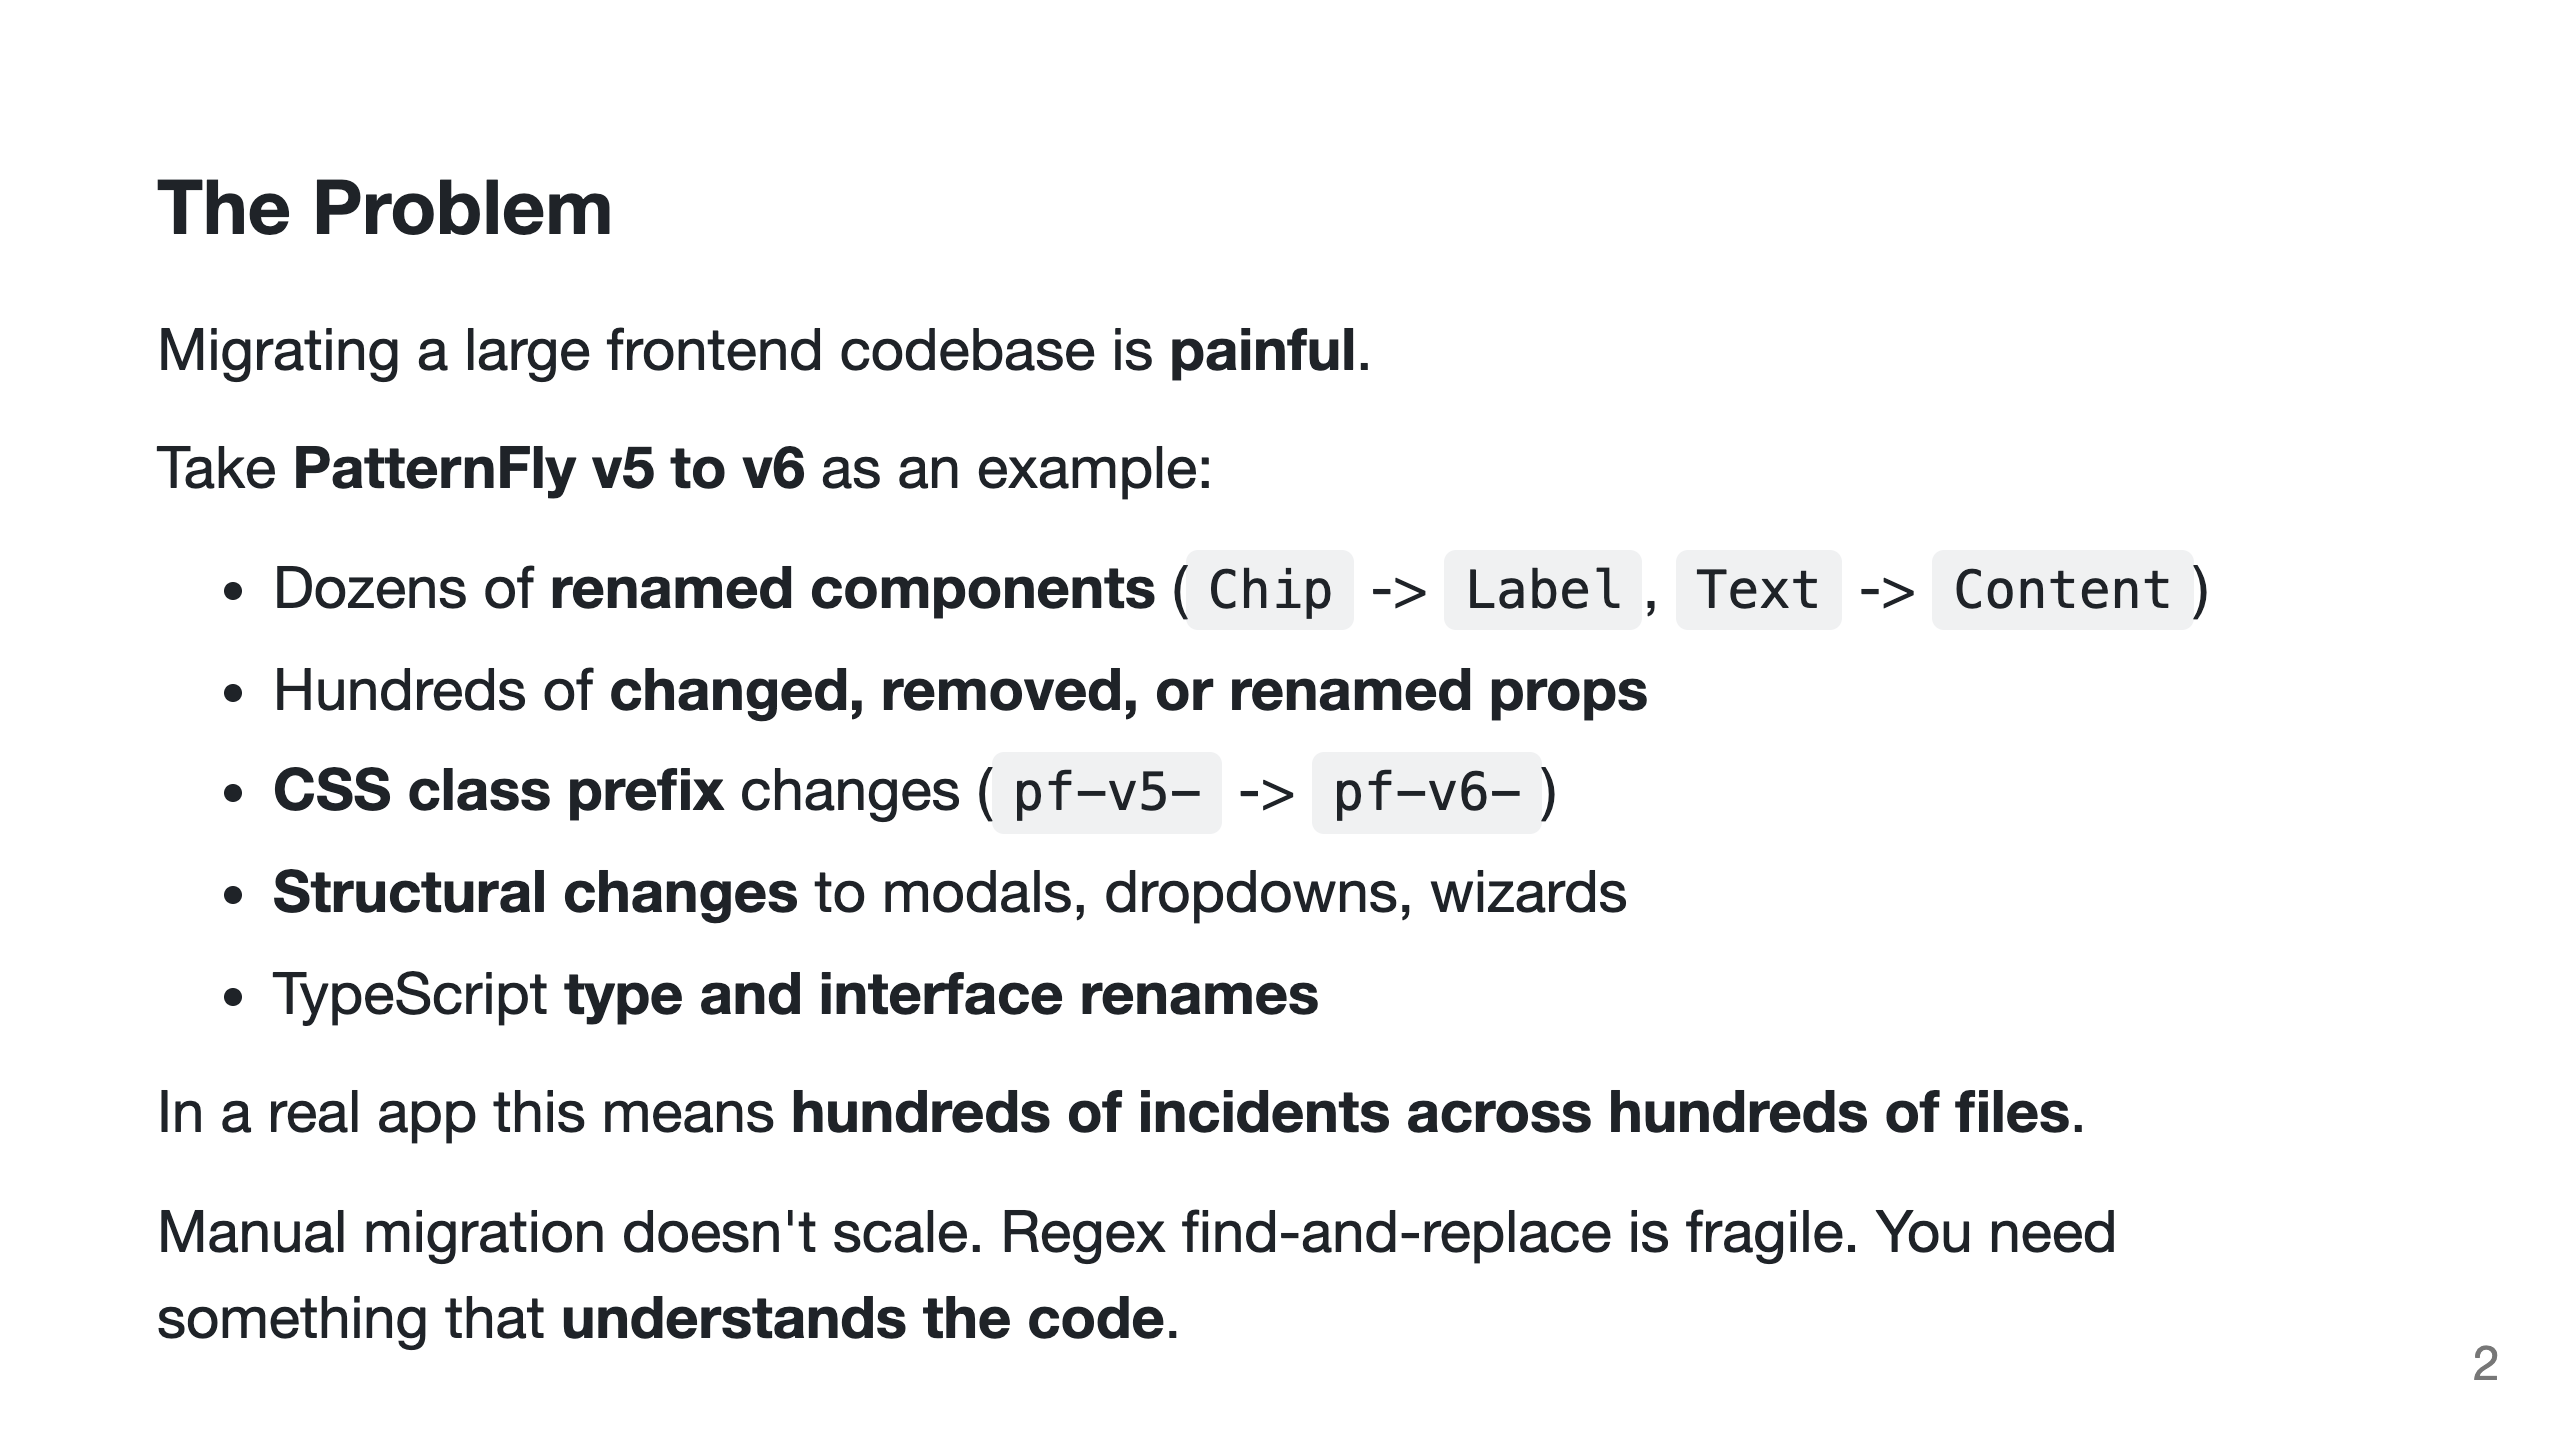 The Problem
Migrating a large frontend codebase is painful.
Take PatternFly v5 to v6 as an example:
• Dozens of renamed components (Chip -> Label, Text -> Content)
• Hundreds of changed, removed, or renamed props
• CSS class prefix changes (pf-v5- -> pf-v6-)
• Structural changes to modals, dropdowns, wizards
• TypeScript type and interface renames
In a real app this means hundreds of incidents across hundreds of files.
Manual migration doesn't scale. Regex find-and-replace is fragile. You need
something that understands the code.
2